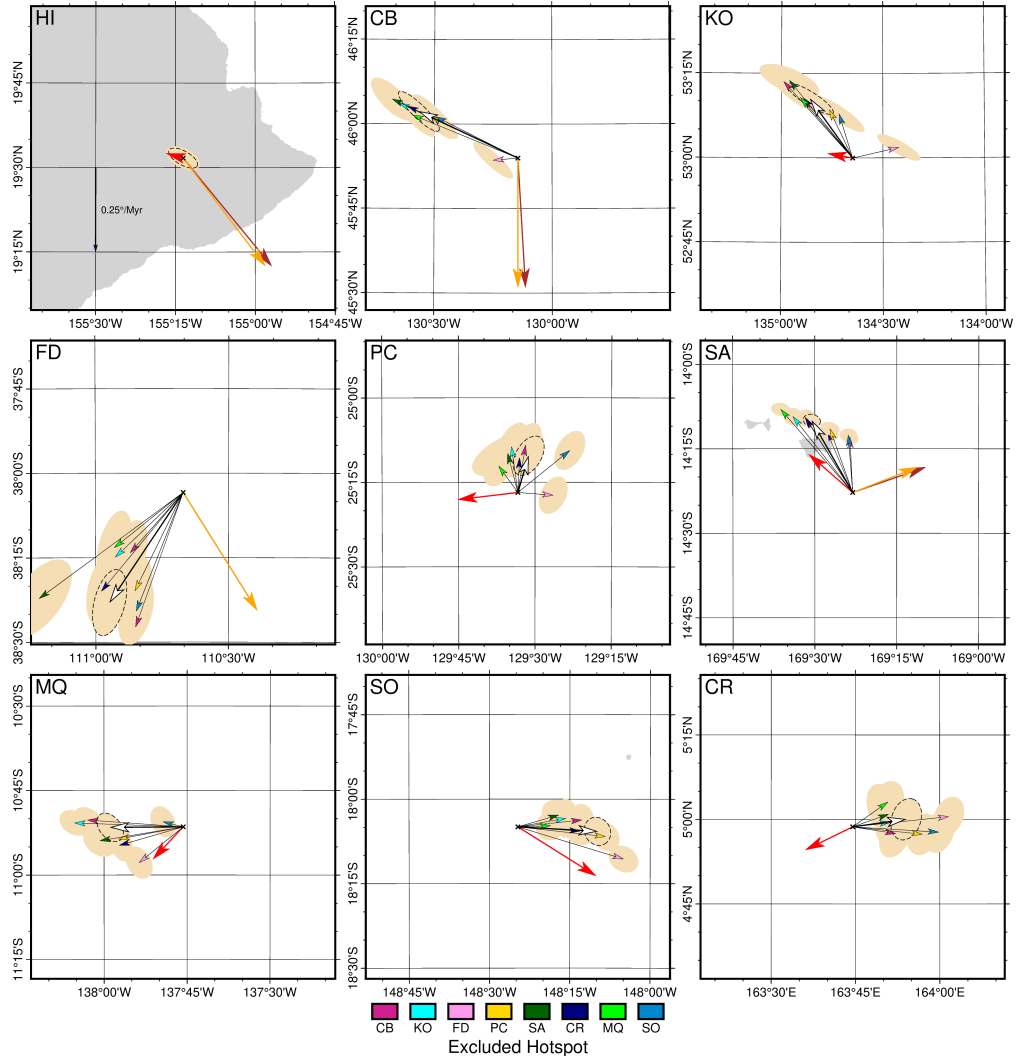 HI
19°45'N
19°30'N
19°15'N
0.25°/Myr
155°30'W 155°15'W 155°00'W 154°45'W
CB
46°15'N
46°00'N
45°45'N
45°30'N
130°30'W 130°00'W
KO
53°15'N
53°00'N
52°45'N
135°00'W 134°30'W 134°00'W
FD
37°45'S
38°00'S
38°15'S
38°30'S
111°00'W 110°30'W
PC
25°00'S
25°15'S
25°30'S
130°00'W 129°45'W 129°30'W 129°15'W
SA
14°00'S
14°15'S
14°30'S
14°45'S
169°45'W 169°30'W 169°15'W 169°00'W
MQ
10°30'S
10°45'S
11°00'S
11°15'S
138°00'W 137°45'W 137°30'W
SO
17°45'S
18°00'S
18°15'S
18°30'S
148°45'W 148°30'W 148°15'W 148°00'W
CR
5°15'N
5°00'N
4°45'N
163°30'E 163°45'E 164°00'E
CB KO FD PC SA CR MQ SO
Excluded Hotspot